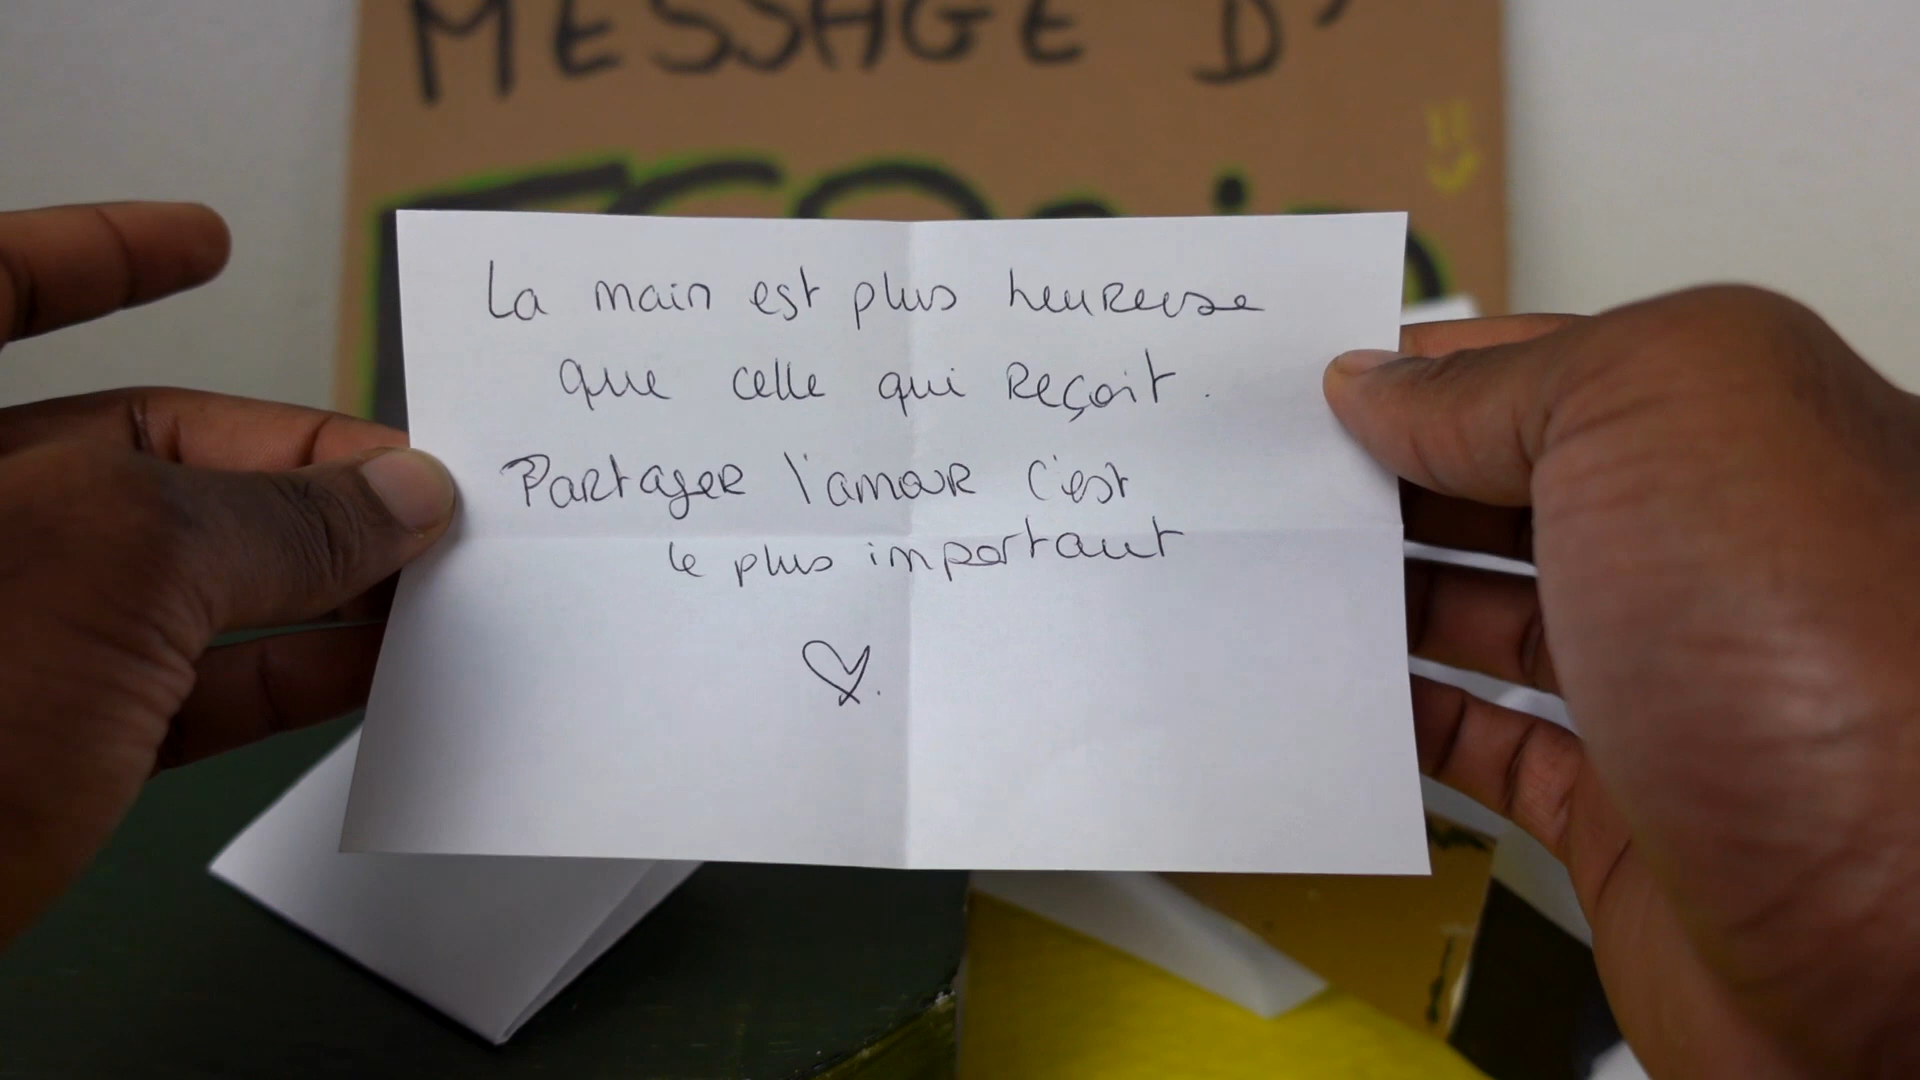 MESSAGE D'
La main est plus heureuse
que celle qui reçoit.
Partager l'amour c'est
le plus important